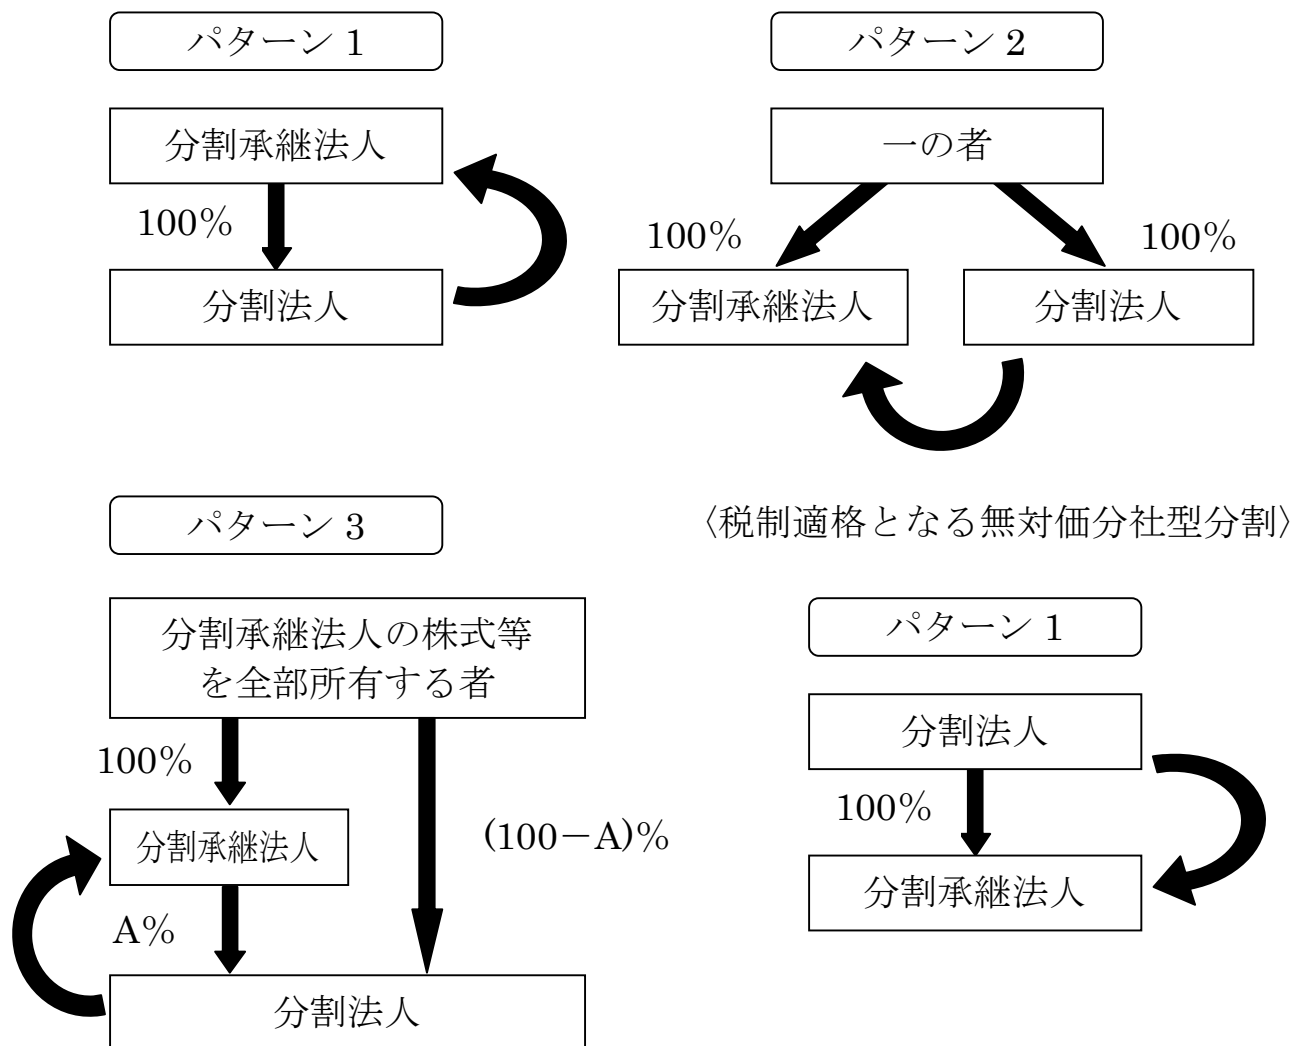 パターン 1
分割承継法人
100％
分割法人
パターン 2
一の者
100％
100％
分割承継法人
分割法人
パターン 3
分割承継法人の株式等
を全部所有する者
100％
分割承継法人
(100－A)％
A％
分割法人
〈税制適格となる無対価分社型分割〉
パターン 1
分割法人
100％
分割承継法人